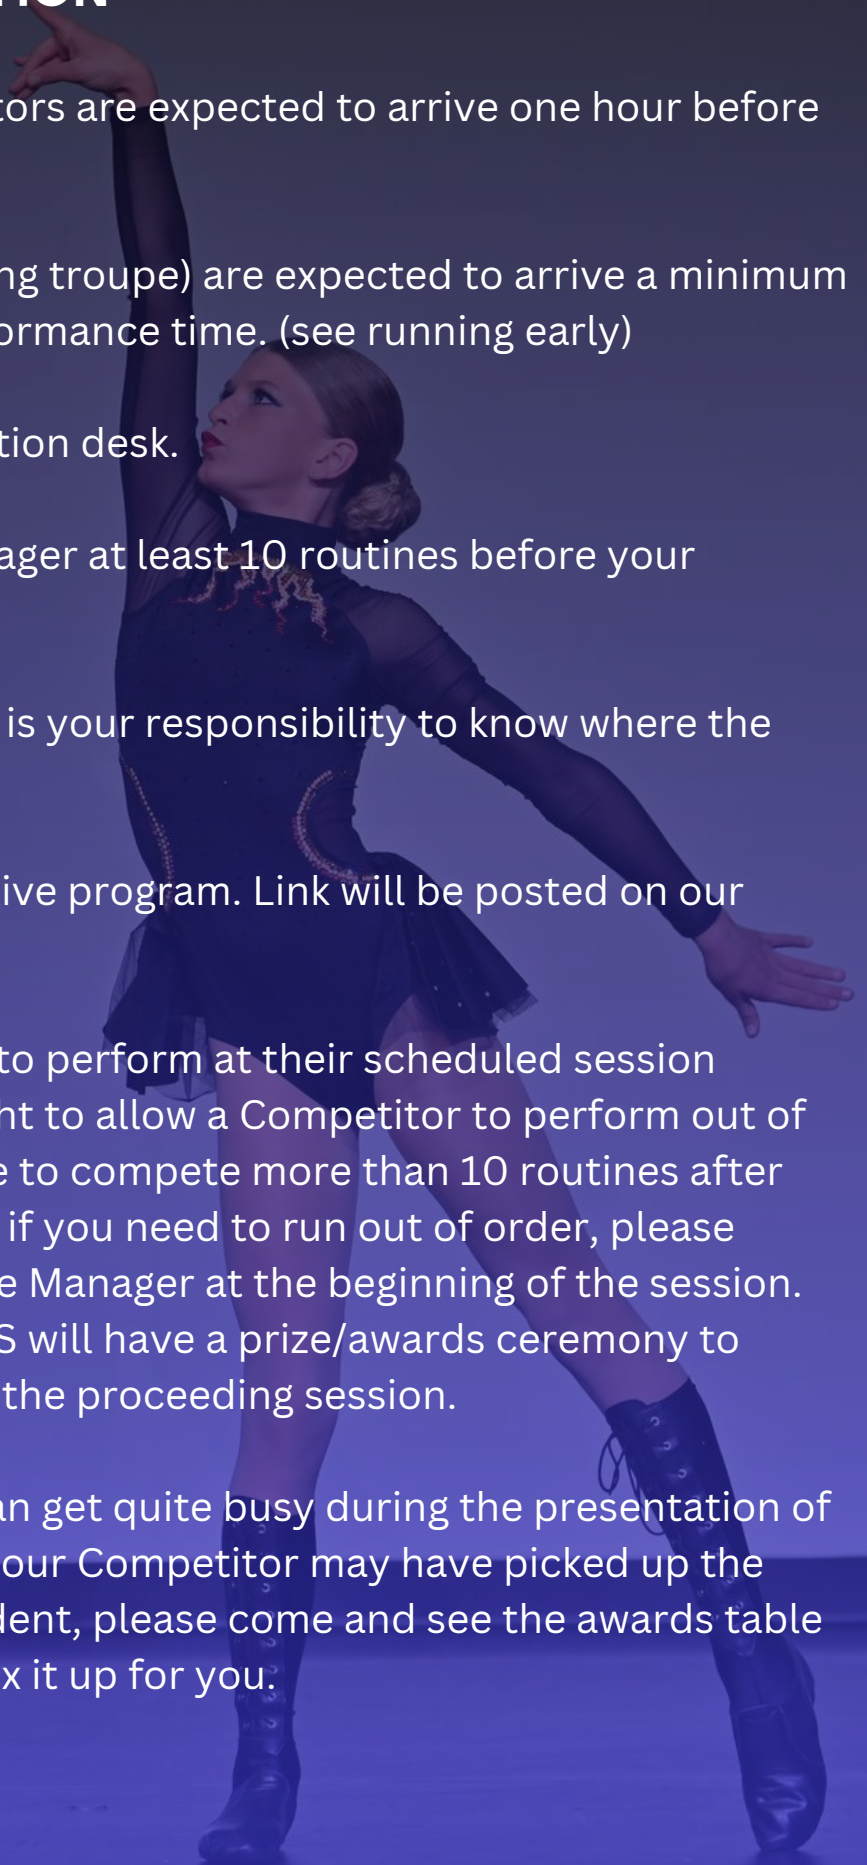 tors are expected to arrive one hour before
ng troupe) are expected to arrive a minimum
ormance time. (see running early)
tion desk.
ager at least 10 routines before your
is your responsibility to know where the
ive program. Link will be posted on our
to perform at their scheduled session
ht to allow a Competitor to perform out of
e to compete more than 10 routines after
if you need to run out of order, please
e Manager at the beginning of the session.
S will have a prize/awards ceremony to
the proceeding session.
an get quite busy during the presentation of
our Competitor may have picked up the
dent, please come and see the awards table
x it up for you.